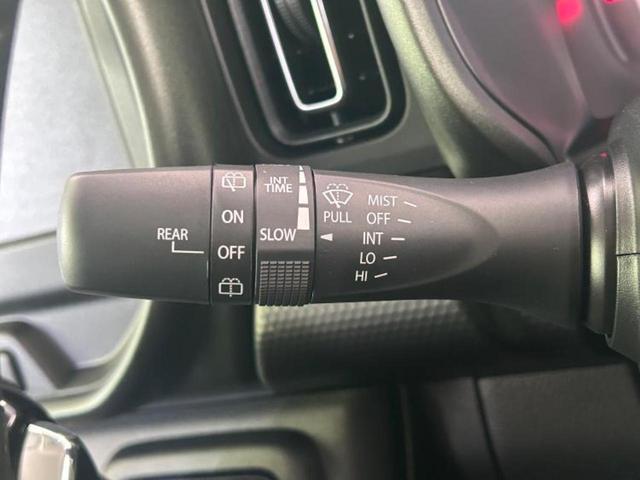 REAR
ON
OFF
INT
TIME
SLOW
PULL
MIST
OFF
INT
LO
HI